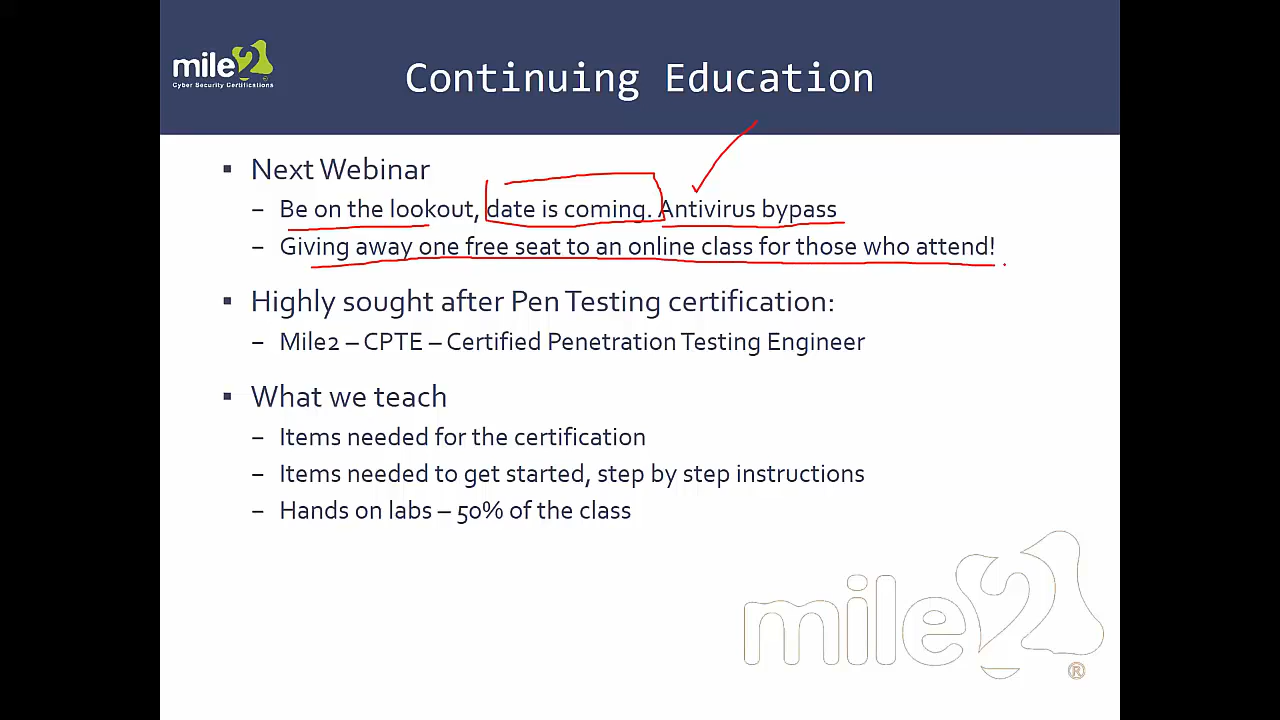 mile2
Cyber Security Certifications
Continuing Education
Next Webinar
– Be on the lookout, date is coming. Antivirus bypass
– Giving away one free seat to an online class for those who attend!
Highly sought after Pen Testing certification:
– Mile2 – CPTE – Certified Penetration Testing Engineer
What we teach
– Items needed for the certification
– Items needed to get started, step by step instructions
– Hands on labs – 50% of the class
mile2®